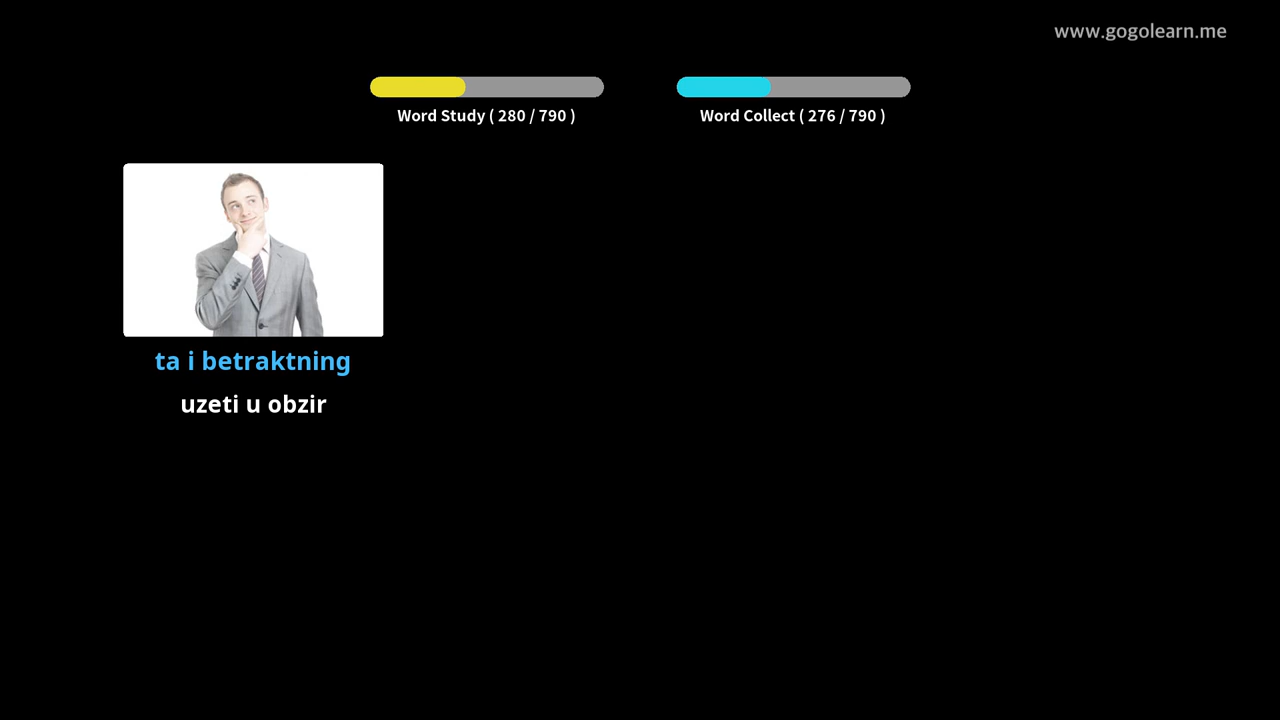 www.gogolearn.me
Word Study ( 280 / 790 )
Word Collect ( 276 / 790 )
ta i betraktning
uzeti u obzir